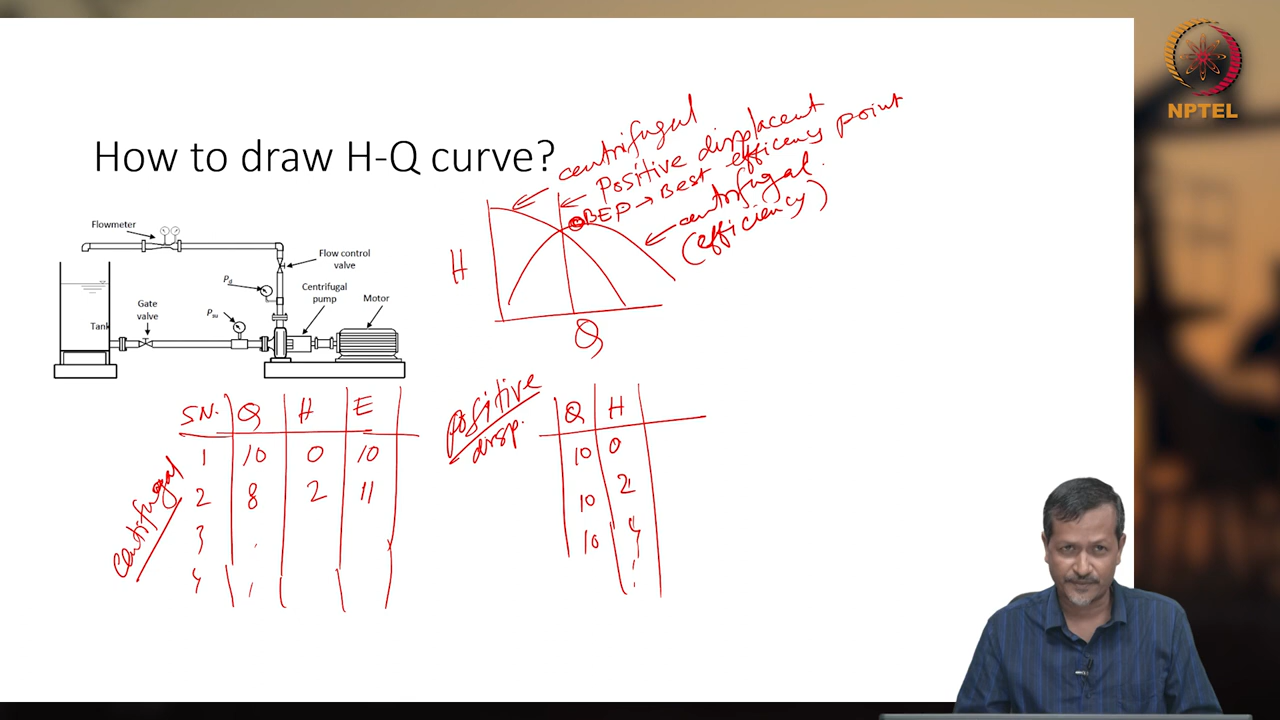 NPTEL
How to draw H-Q curve?
centrifugal
Positive displacent
BEP → Best efficency point
centrifugal
(efficiency)
H
Q
Flowmeter
Flow control
valve
Pd
Centrifugal
pump
Motor
Gate
valve
Psu
Tank
centrifugal
SN. Q H E
1 10 0 10
2 8 2 11
3
4
positive
disp.
Q H
10 0
10 2
10 4